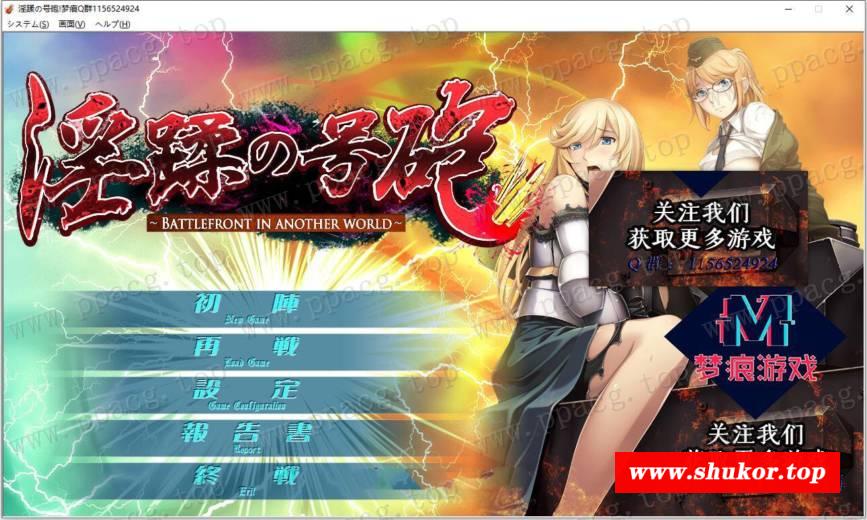 淫蹂の号砲!梦痕Q群1156524924
システム(S) 画面(V) ヘルプ(H)
www.ppacg.top
淫蹂の号砲
~ BATTLEFRONT IN ANOTHER WORLD ~
关注我们
获取更多游戏
Q群:1156524924
初陣
New Game
再戦
Load Game
設定
Game Configuration
報告書
Report
終戦
Exit
梦痕游戏
关注我们
www.shukor.top